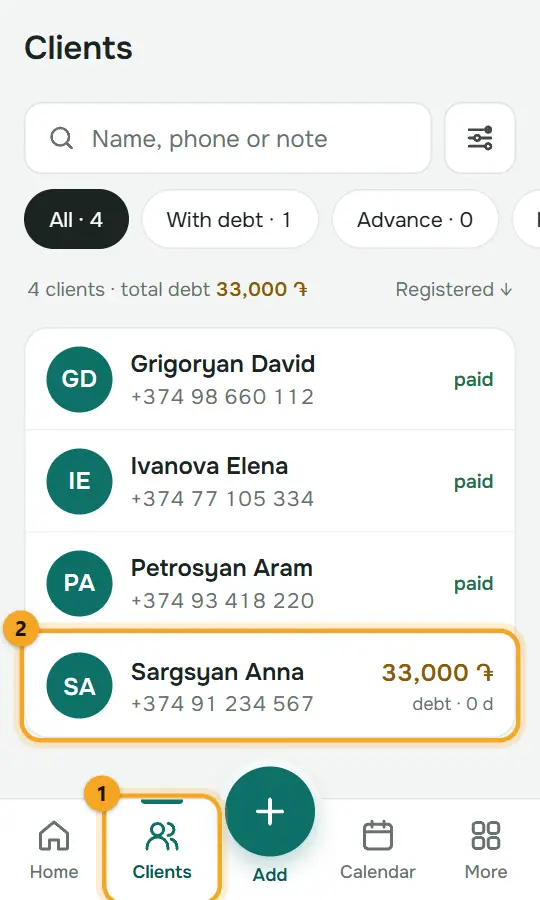 Clients
Name, phone or note
All · 4
With debt · 1
Advance · 0
4 clients · total debt 33,000 ֏
Registered ↓
GD
Grigoryan David
+374 98 660 112
paid
IE
Ivanova Elena
+374 77 105 334
paid
PA
Petrosyan Aram
+374 93 418 220
paid
2
SA
Sargsyan Anna
+374 91 234 567
33,000 ֏
debt · 0 d
1
Home
Clients
Add
Calendar
More